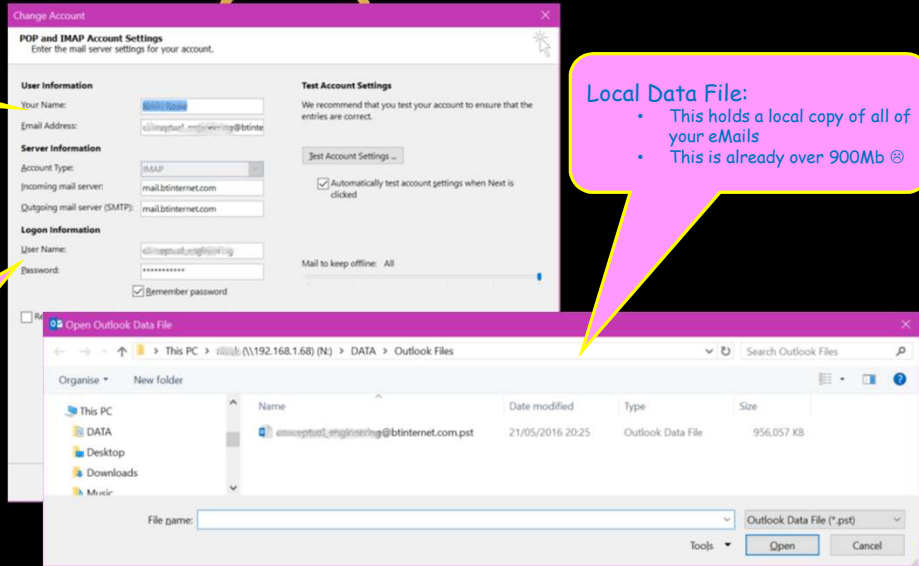 Change Account
POP and IMAP Account Settings
Enter the mail server settings for your account.
User Information
Your Name:
Email Address:
@btinte
Server Information
Account Type:
IMAP
Incoming mail server:
mail.btinternet.com
Outgoing mail server (SMTP):
mail.btinternet.com
Logon Information
User Name:
Password:
***********
Remember password
Test Account Settings
We recommend that you test your account to ensure that the
entries are correct.
Test Account Settings ...
Automatically test account settings when Next is
clicked
Mail to keep offline: All
Local Data File:
• This holds a local copy of all of
your eMails
• This is already over 900Mb ☹
Open Outlook Data File
This PC > (\\192.168.1.68) (N:) > DATA > Outlook Files
Search Outlook Files
Organise
New folder
This PC
DATA
Desktop
Downloads
Music
Name
Date modified
Type
Size
@btinternet.com.pst
21/05/2016 20:25
Outlook Data File
956,057 KB
File name:
Outlook Data File (*.pst)
Tools
Open
Cancel